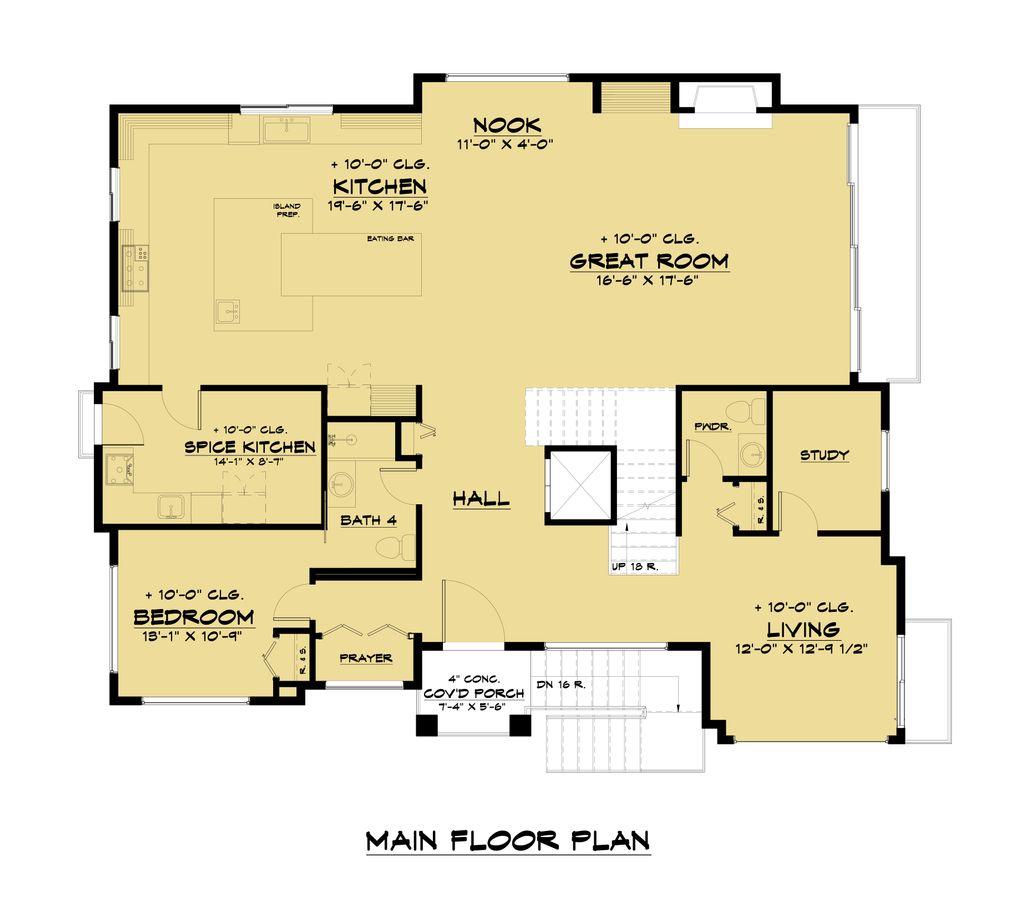 NOOK
11'-0" X 4'-0"
+ 10'-0" CLG.
KITCHEN
19'-6" X 17'-6"
ISLAND
PREP.
EATING BAR
+ 10'-0" CLG.
GREAT ROOM
16'-6" X 17'-6"
+ 10'-0" CLG.
SPICE KITCHEN
14'-1" X 8'-7"
PWDR.
STUDY
HALL
R. & S.
BATH 4
UP 18 R.
+ 10'-0" CLG.
BEDROOM
13'-1" X 10'-9"
+ 10'-0" CLG.
LIVING
12'-0" X 12'-9 1/2"
R. & S.
PRAYER
4" CONC.
COV'D PORCH
7'-4" X 5'-6"
DN 16 R.
MAIN FLOOR PLAN